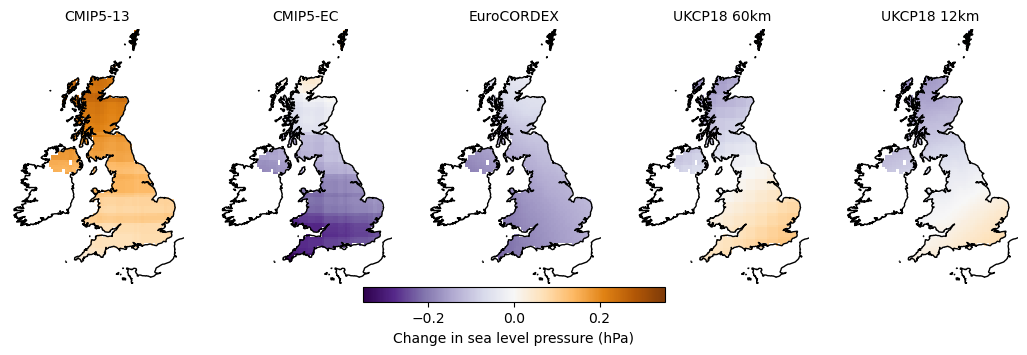 CMIP5-13 CMIP5-EC EuroCORDEX UKCP18 60km UKCP18 12km
−0.2 0.0 0.2
Change in sea level pressure (hPa)